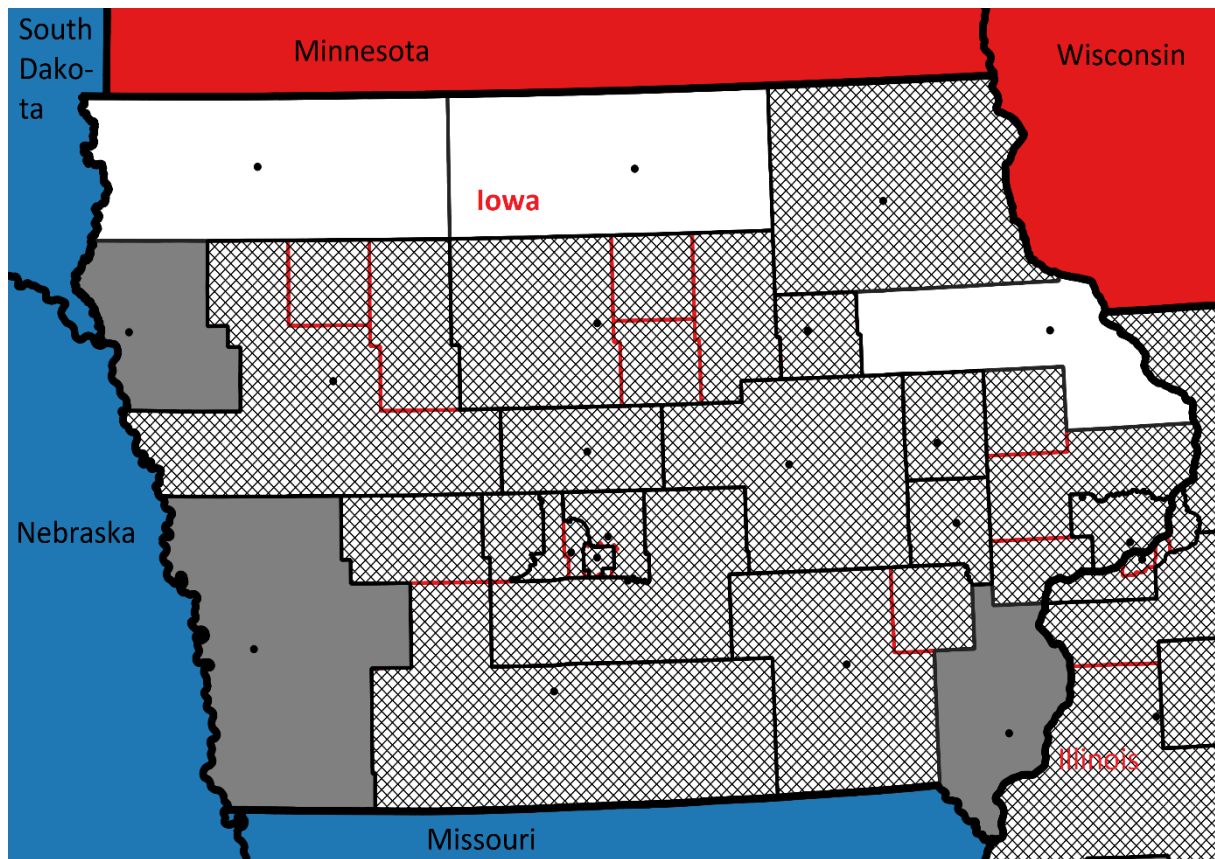 South
Dako-
ta
Minnesota
Wisconsin
Iowa
Nebraska
Illinois
Missouri